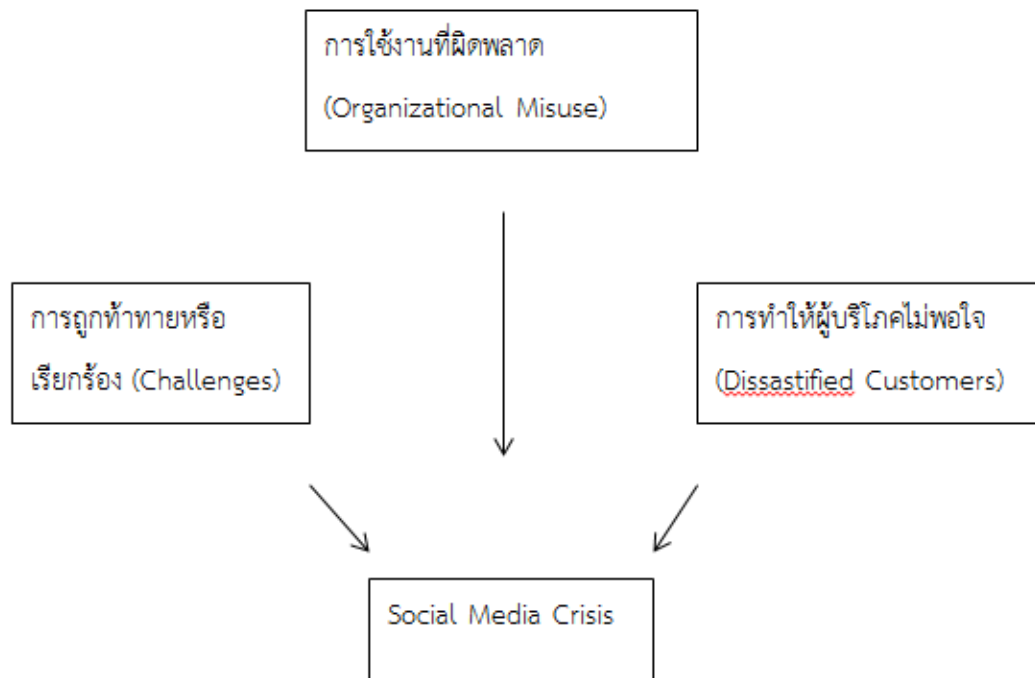 การใช้งานที่ผิดพลาด
(Organizational Misuse)
การถูกท้าทายหรือ
เรียกร้อง (Challenges)
การทำให้ผู้บริโภคไม่พอใจ
(Dissastified Customers)
Social Media Crisis